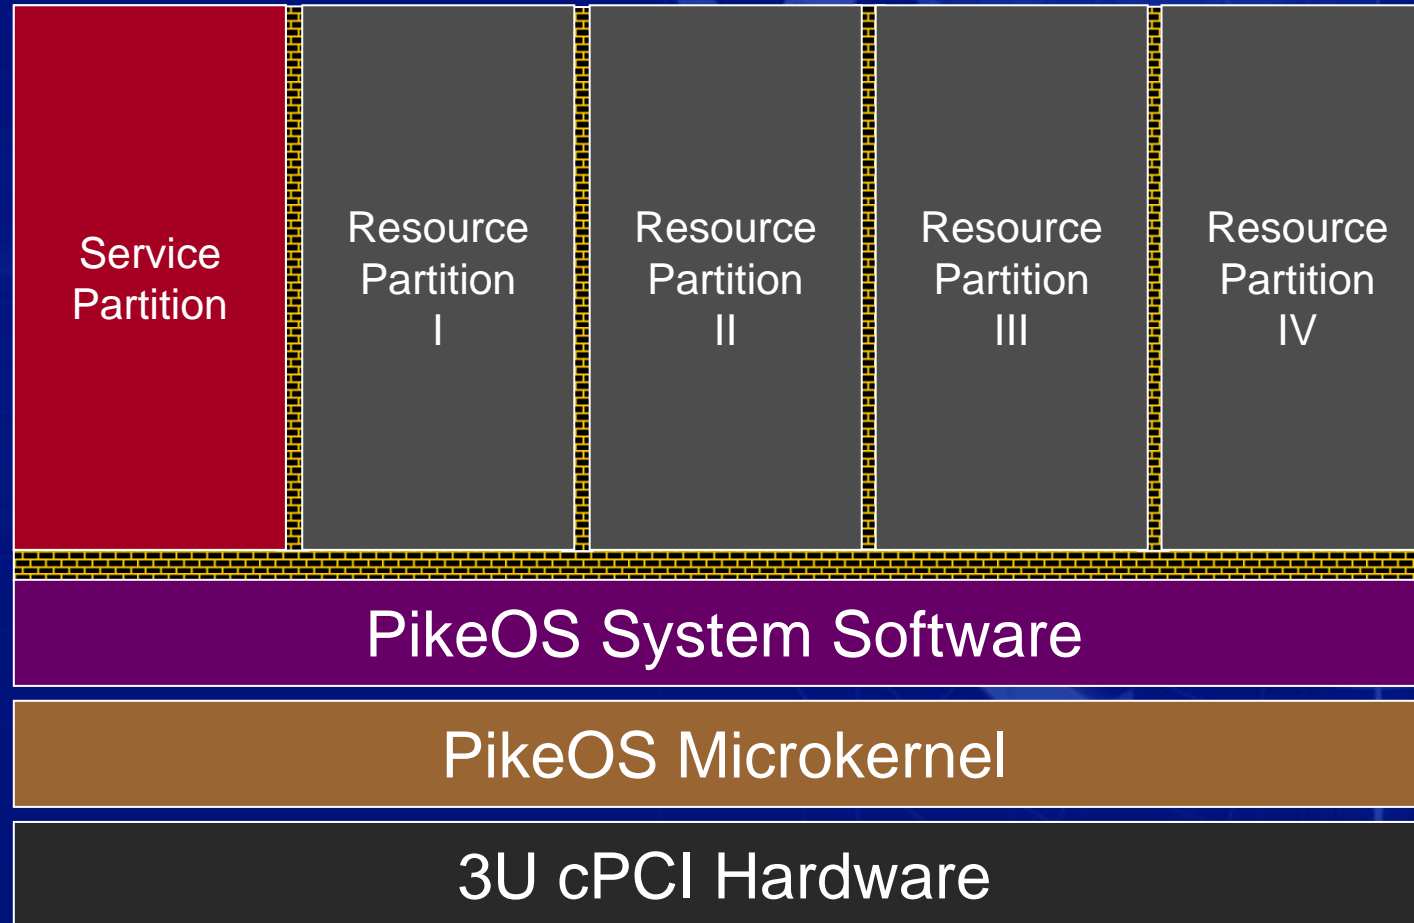 Service
Partition
Resource
Partition
I
Resource
Partition
II
Resource
Partition
III
Resource
Partition
IV
PikeOS System Software
PikeOS Microkernel
3U cPCI Hardware